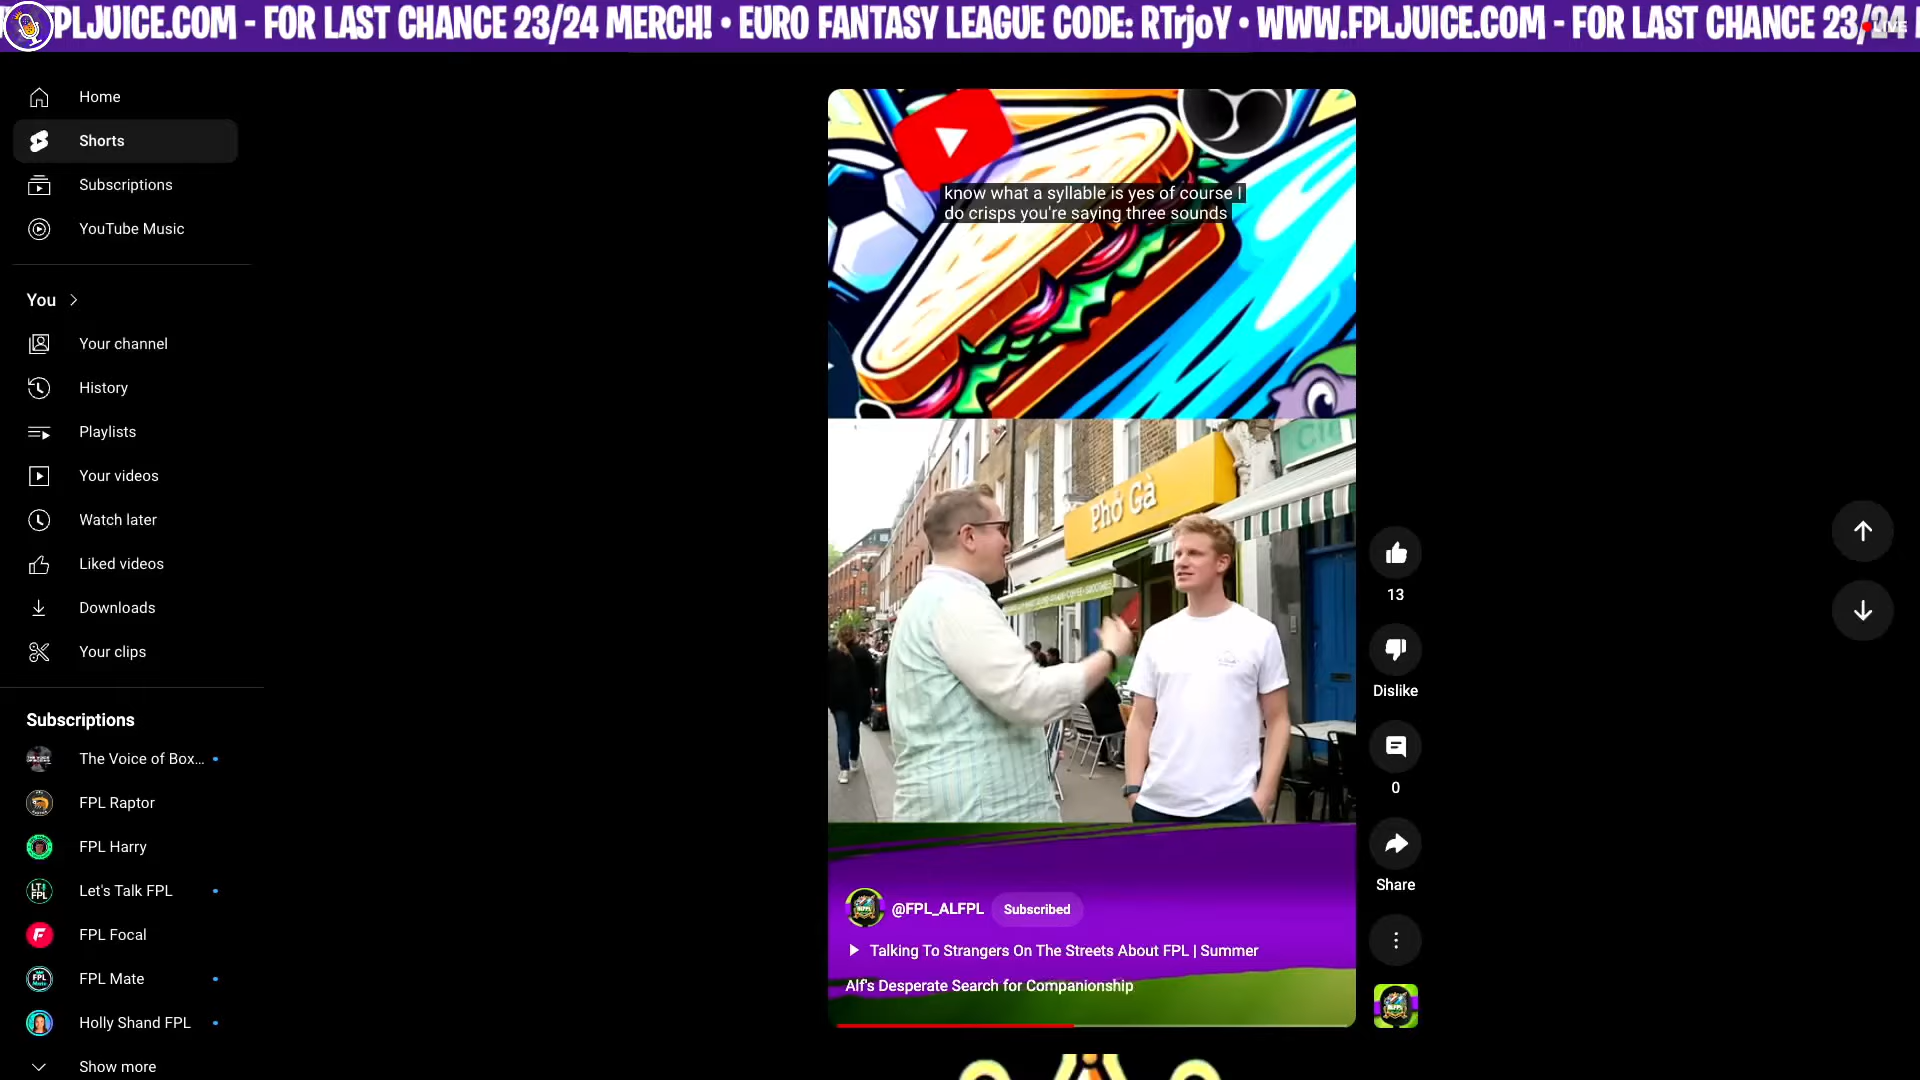 FPLJUICE.COM - FOR LAST CHANCE 23/24 MERCH! • EURO FANTASY LEAGUE CODE: RTrjoY • WWW.FPLJUICE.COM - FOR LAST CHANCE 23/24
LIVE
Home
Shorts
Subscriptions
YouTube Music
You
Your channel
History
Playlists
Your videos
Watch later
Liked videos
Downloads
Your clips
Subscriptions
The Voice of Box...
FPL Raptor
FPL Harry
Let's Talk FPL
FPL Focal
FPL Mate
Holly Shand FPL
Show more
know what a syllable is yes of course I
do crisps you're saying three sounds
Phở Gà
@FPL_ALFPL Subscribed
Talking To Strangers On The Streets About FPL | Summer
Alf's Desperate Search for Companionship
13
Dislike
0
Share